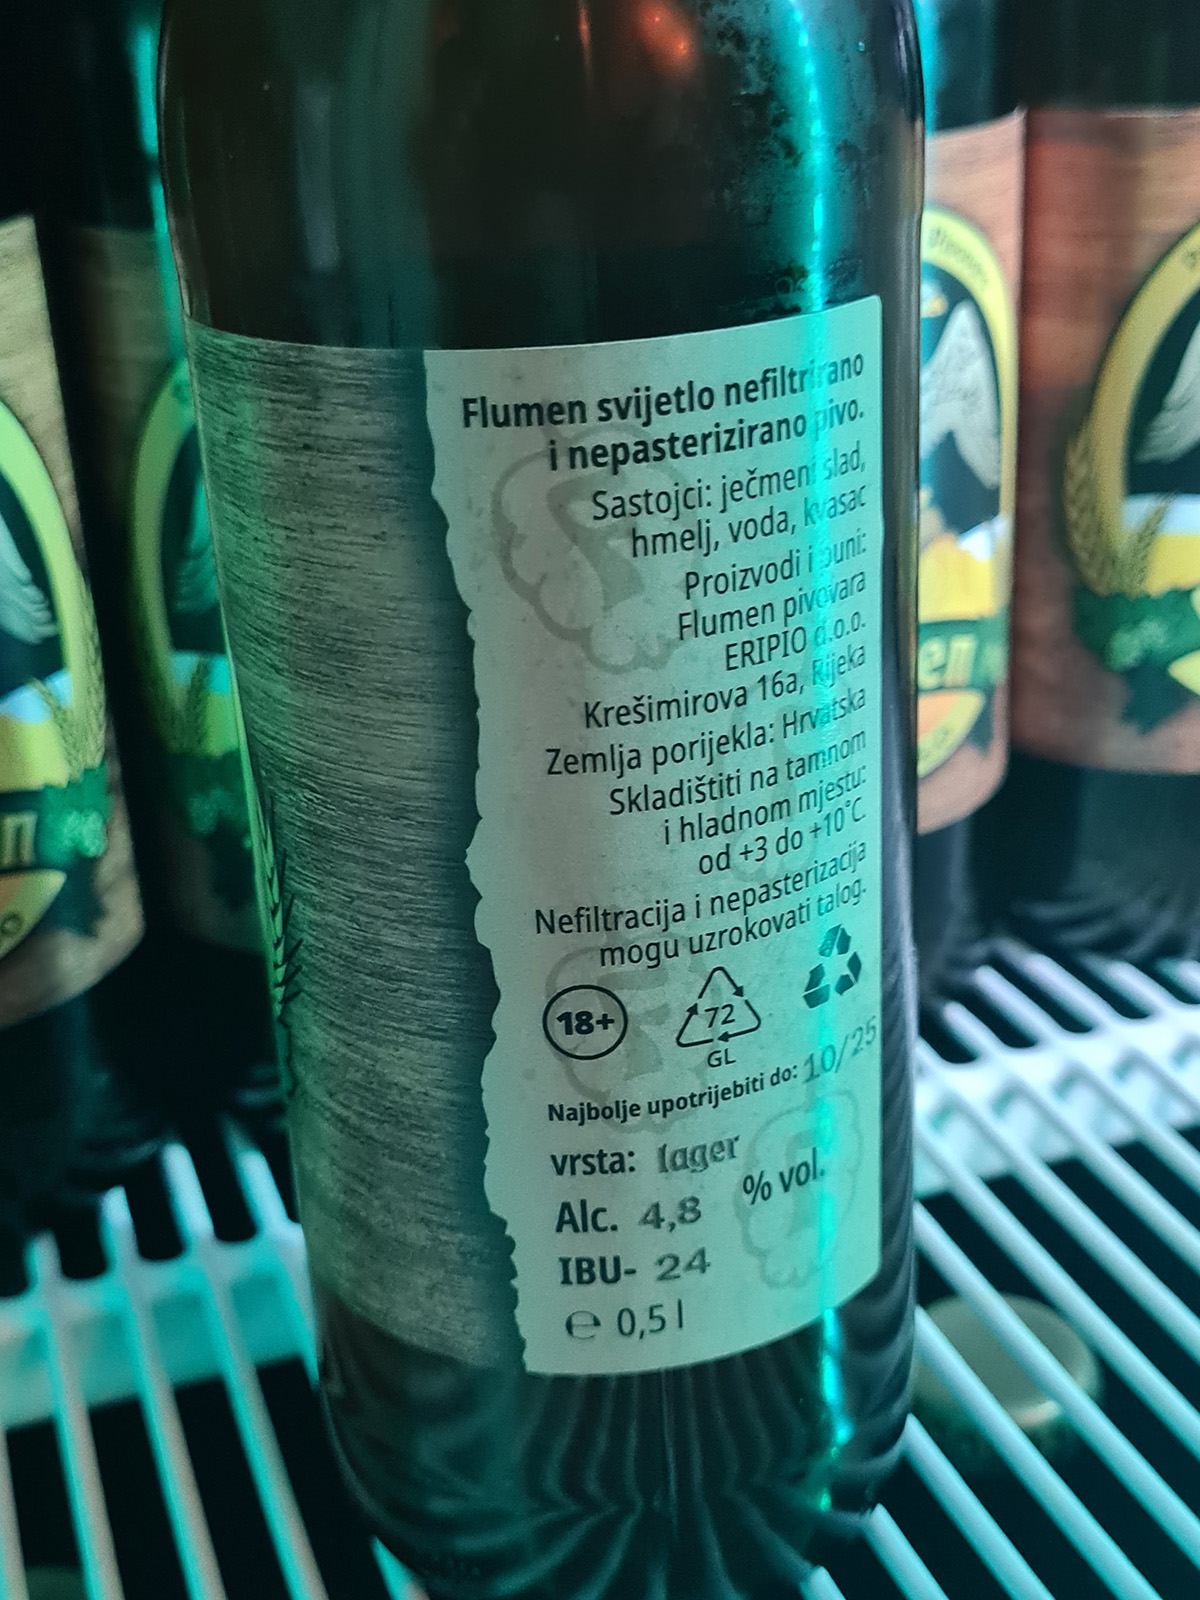 Flumen svijetlo nefiltrirano
i nepasterizirano pivo.
Sastojci: ječmeni slad,
hmelj, voda, kvasac
Proizvodi i puni:
Flumen pivovara
ERIPIO d.o.o.
Krešimirova 16a, Rijeka
Zemlja porijekla: Hrvatska
Skladištiti na tamnom
i hladnom mjestu:
od +3 do +10°C
Nefiltracija i nepasterizacija
mogu uzrokovati talog.
18+
72
GL
Najbolje upotrijebiti do: 10/25
vrsta: lager
Alc. 4,8 % vol.
IBU- 24
℮ 0,5 l